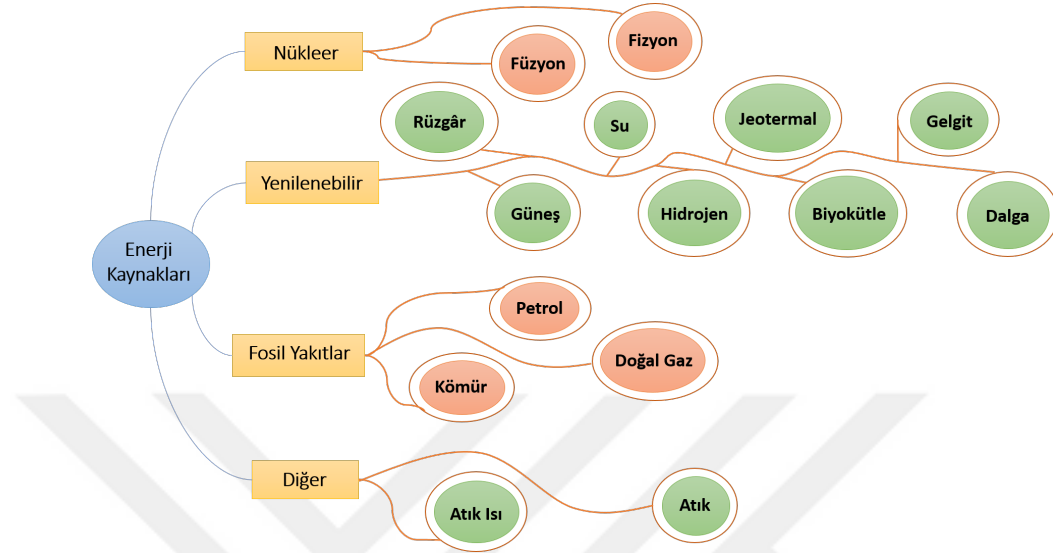 Nükleer
Fizyon
Füzyon
Rüzgâr
Su
Jeotermal
Gelgit
Yenilenebilir
Güneş
Hidrojen
Biyokütle
Dalga
Enerji
Kaynakları
Petrol
Fosil Yakıtlar
Doğal Gaz
Kömür
Diğer
Atık Isı
Atık